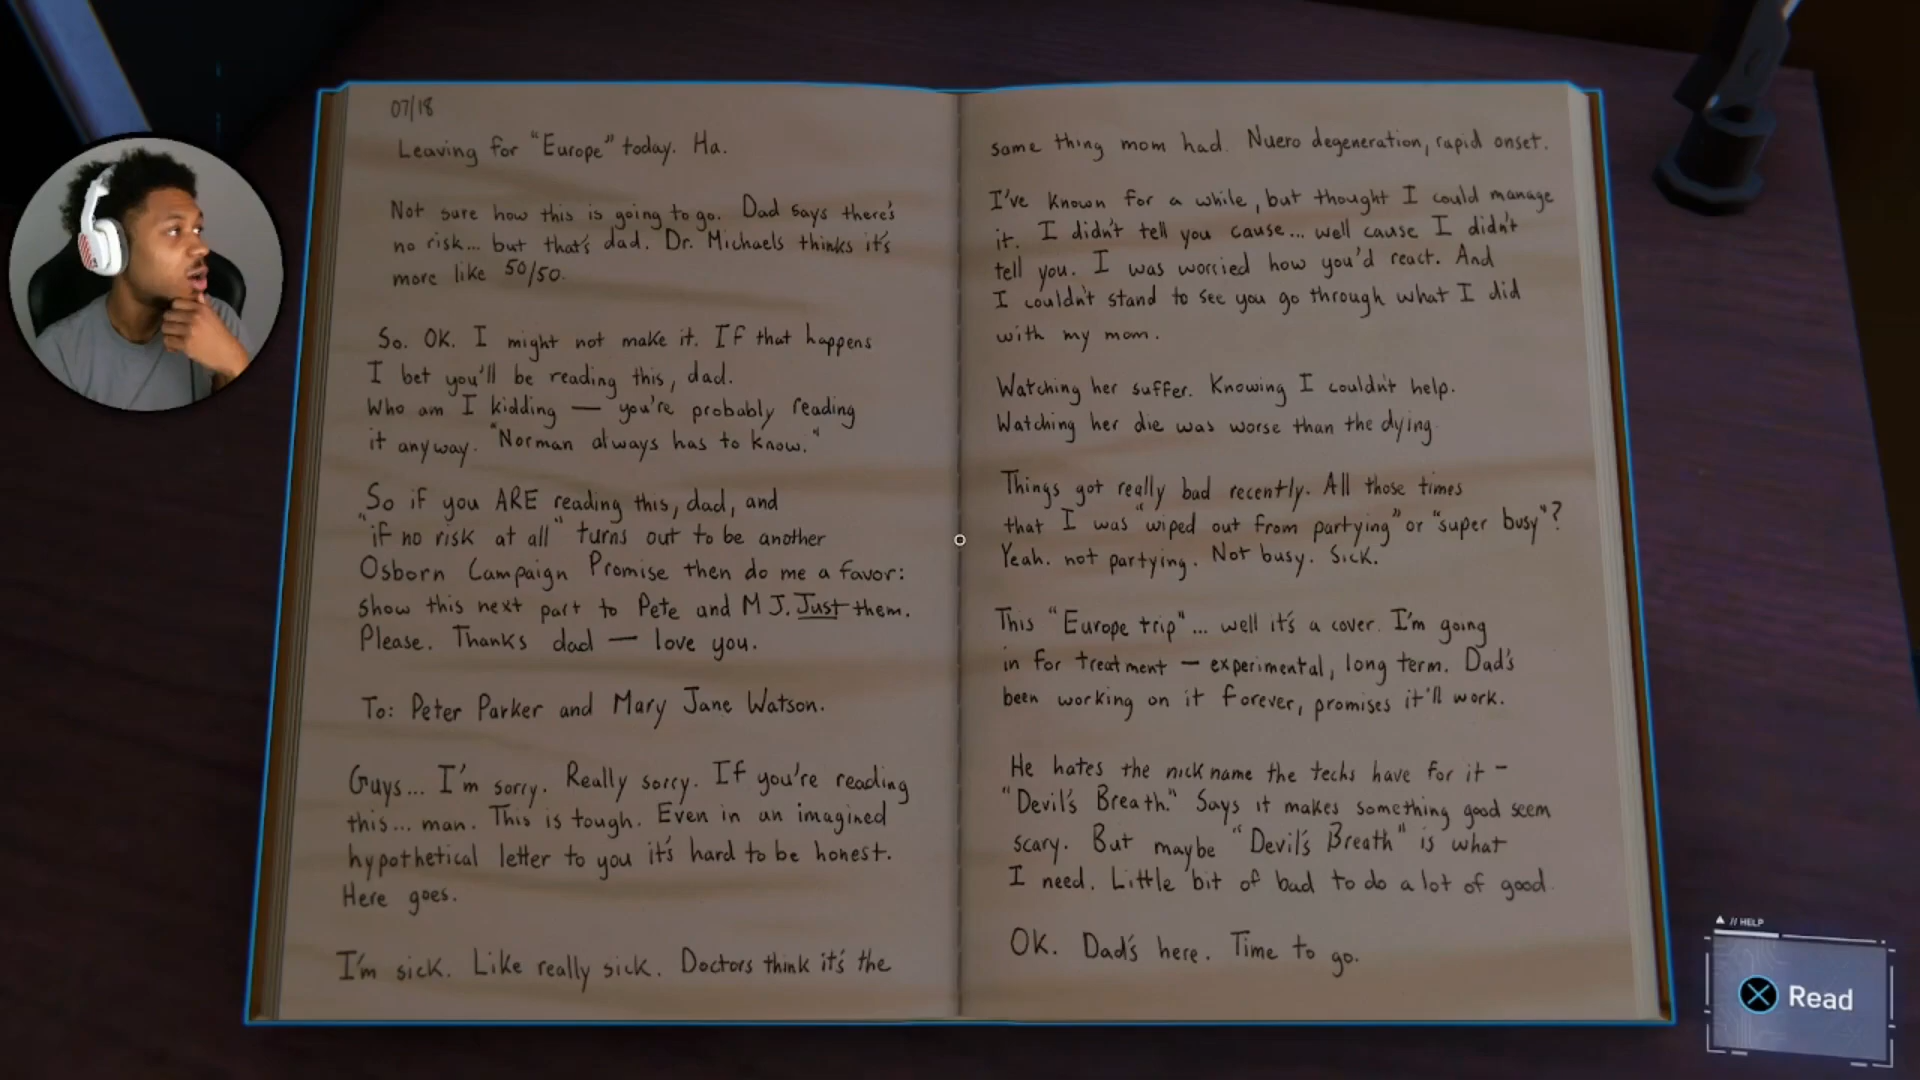 07/18
Leaving for "Europe" today. Ha.
Not sure how this is going to go. Dad says there's
no risk... but that's dad. Dr. Michaels thinks it's
more like 50/50.
So. OK. I might not make it. If that happens
I bet you'll be reading this, dad.
Who am I kidding — you're probably reading
it anyway. "Norman always has to know."
So if you ARE reading this, dad, and
"if no risk at all" turns out to be another
Osborn Campaign Promise then do me a favor:
show this next part to Pete and MJ. Just them.
Please. Thanks dad — love you.
To: Peter Parker and Mary Jane Watson.
Guys... I'm sorry. Really sorry. If you're reading
this... man. This is tough. Even in an imagined
hypothetical letter to you it's hard to be honest.
Here goes.
I'm sick. Like really sick. Doctors think it's the
same thing mom had. Nuero degeneration, rapid onset.
I've known for a while, but thought I could manage
it. I didn't tell you cause... well cause I didn't
tell you. I was worried how you'd react. And
I couldn't stand to see you go through what I did
with my mom.
Watching her suffer. Knowing I couldn't help.
Watching her die was worse than the dying.
Things got really bad recently. All those times
that I was "wiped out from partying" or "super busy"?
Yeah. not partying. Not busy. Sick.
This "Europe trip"... well it's a cover. I'm going
in for treatment — experimental, long term. Dad's
been working on it forever, promises it'll work.
He hates the nickname the techs have for it -
"Devil's Breath." Says it makes something good seem
scary. But maybe "Devil's Breath" is what
I need. Little bit of bad to do a lot of good.
OK. Dad's here. Time to go.
// HELP
Read